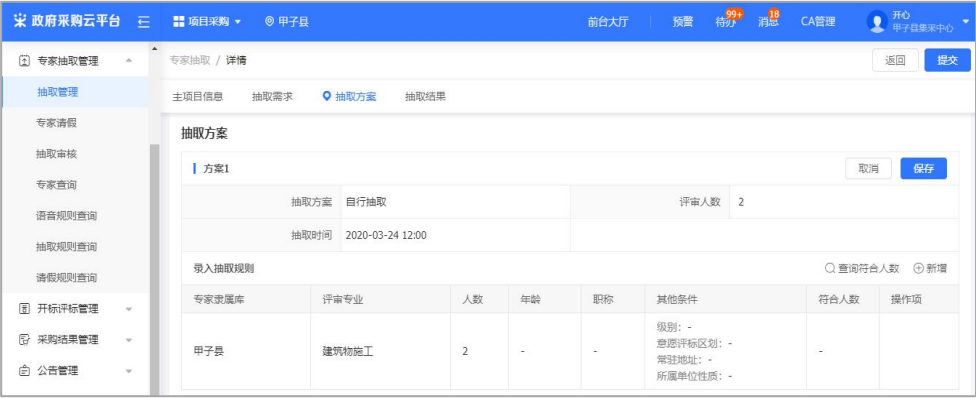 政府采购云平台
项目采购
甲子县
前台大厅
预警
待办
99+
消息
18
CA管理
开心
甲子县集采中心
专家抽取管理
抽取管理
专家请假
抽取审核
专家查询
语音规则查询
抽取规则查询
请假规则查询
开标评标管理
采购结果管理
公告管理
专家抽取 / 详情
返回
提交
主项目信息
抽取需求
抽取方案
抽取结果
抽取方案
方案1
取消
保存
抽取方案 自行抽取 评审人数 2
抽取时间 2020-03-24 12:00
录入抽取规则
查询符合人数
新增
专家隶属库 评审专业 人数 年龄 职称 其他条件 符合人数 操作项
甲子县 建筑物施工 2 - -
级别: -
意愿评标区划: -
常驻地址: -
所属单位性质: -
-